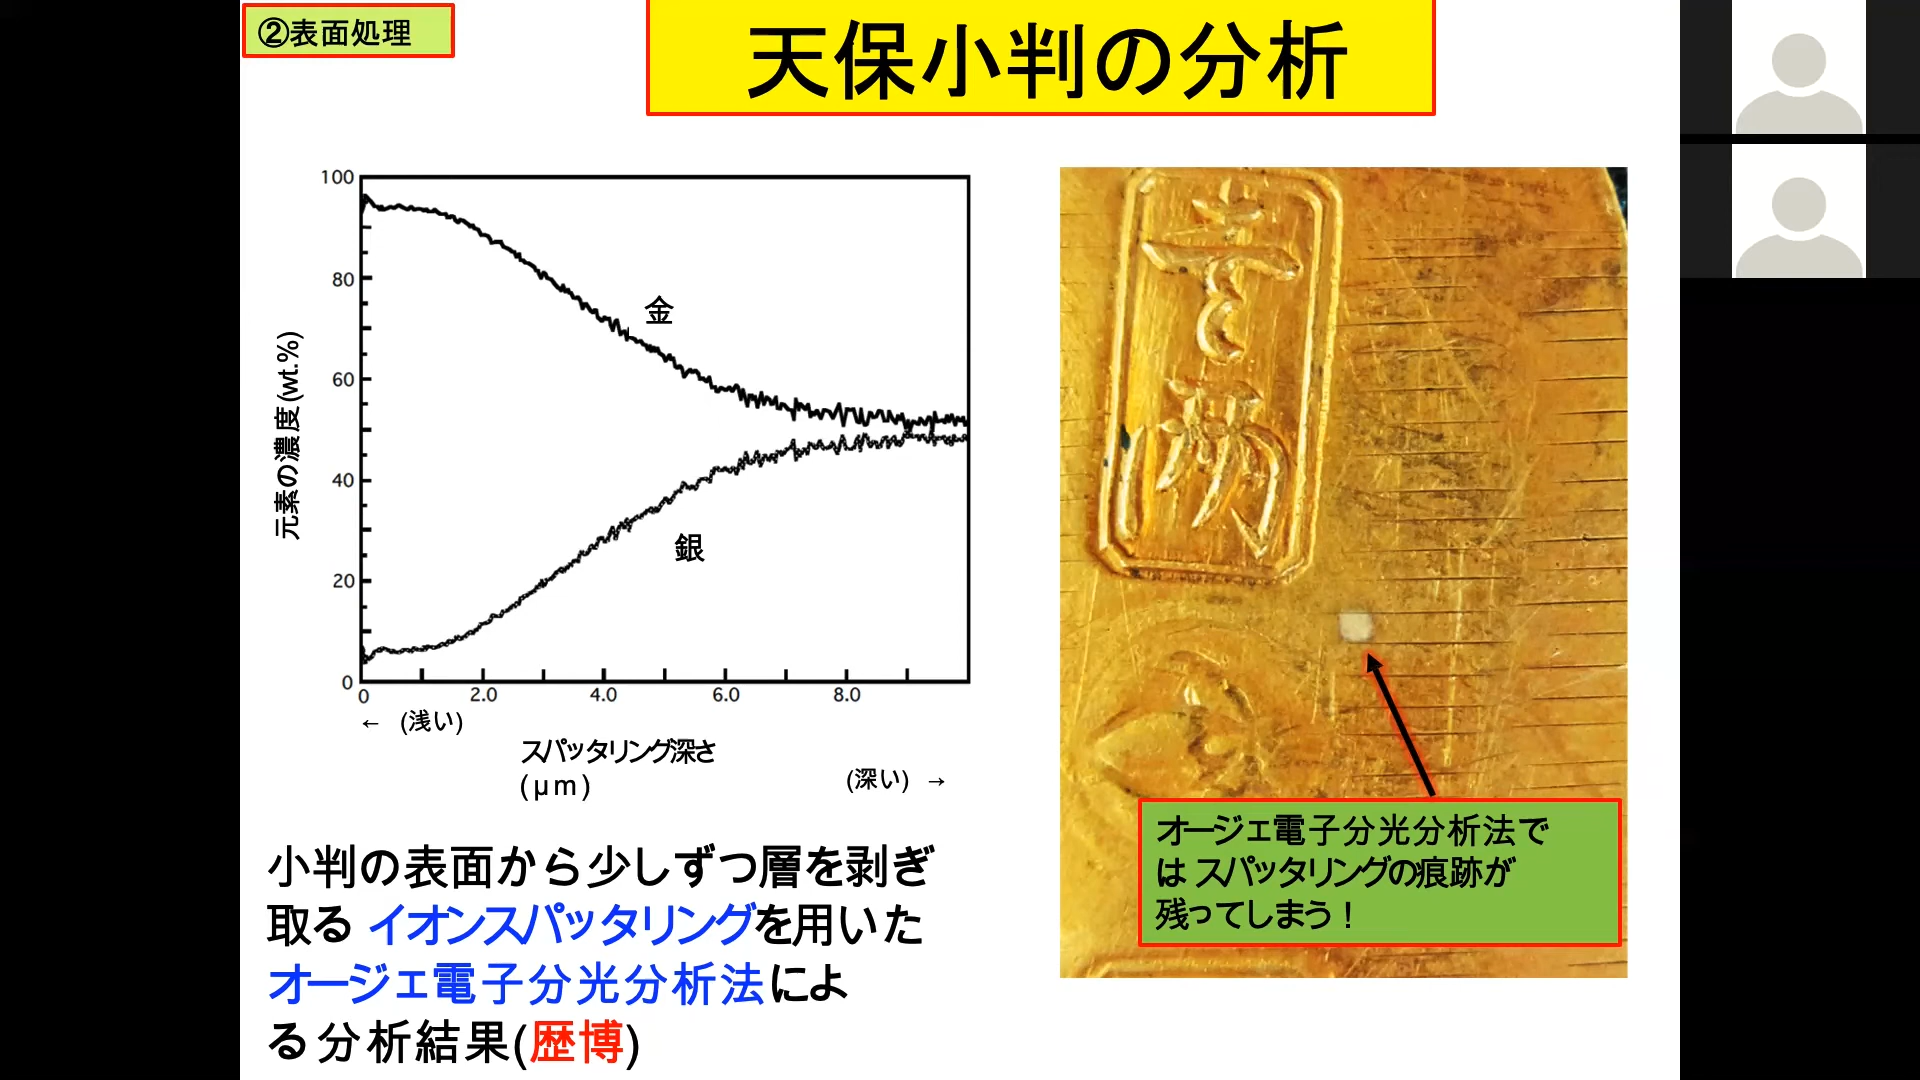 ②表面処理
天保小判の分析
100
80
60
40
20
0
元素の濃度(wt.%)
金
銀
0 2.0 4.0 6.0 8.0
← (浅い)
スパッタリング深さ
(μm)
(深い) →
小判の表面から少しずつ層を剥ぎ
取る イオンスパッタリングを用いた
オージェ電子分光分析法によ
る分析結果(歴博)
壹
両
オージェ電子分光分析法で
は スパッタリングの痕跡が
残ってしまう！